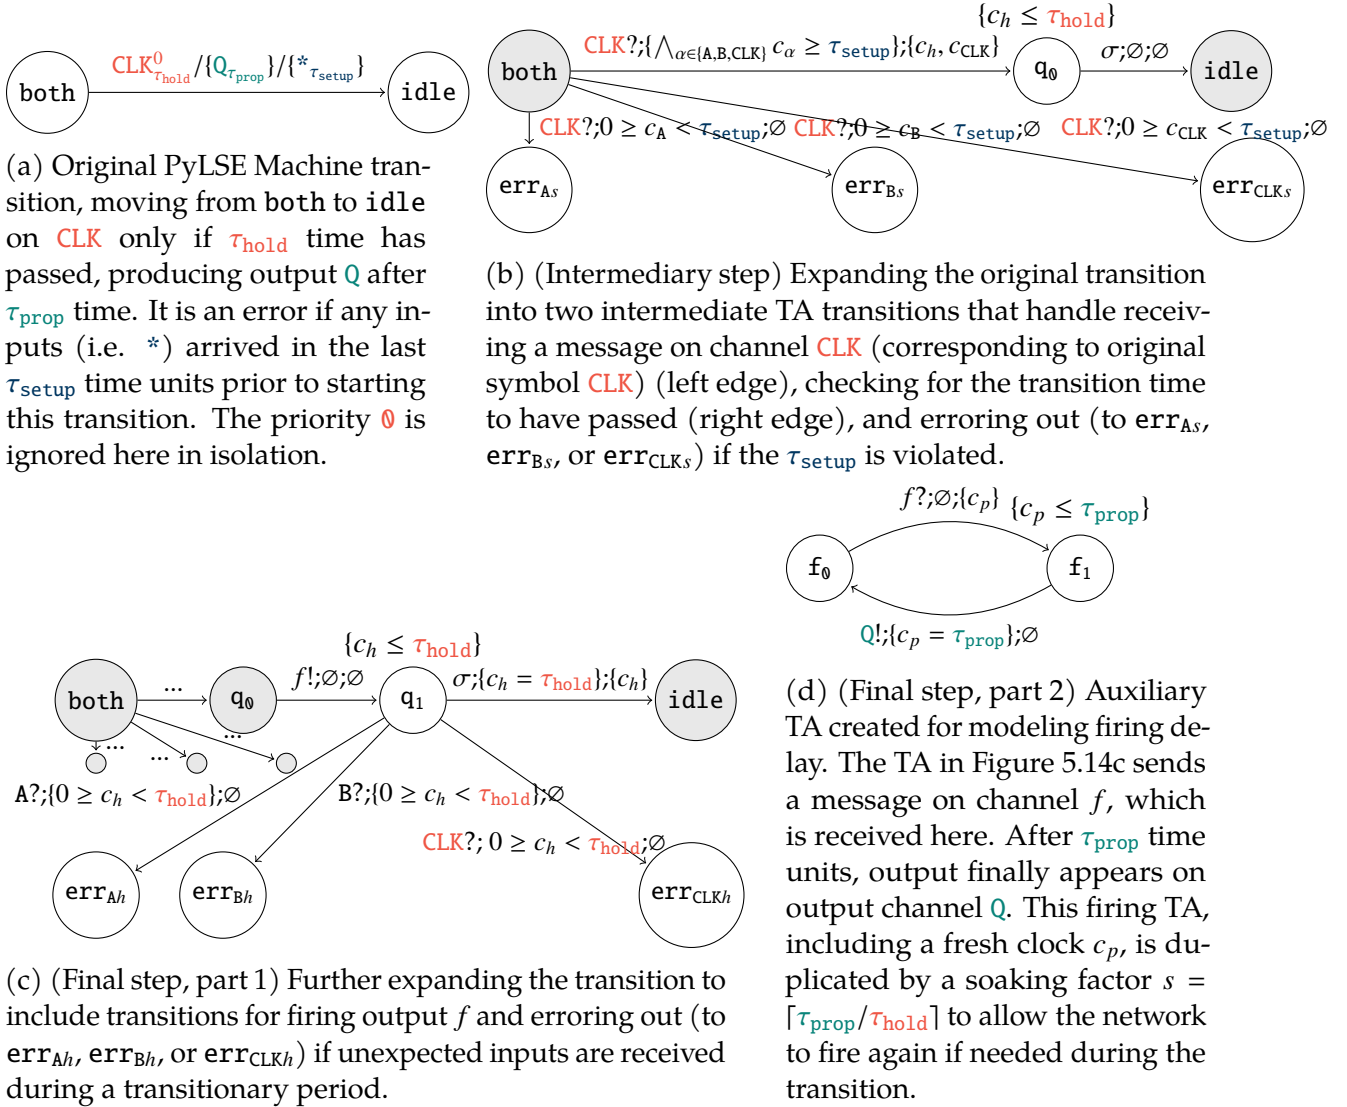 both
CLK⁰τhold/{Qτprop}/{*τsetup}
idle
(a) Original PyLSE Machine tran-
sition, moving from both to idle
on CLK only if τhold time has
passed, producing output Q after
τprop time. It is an error if any in-
puts (i.e. *) arrived in the last
τsetup time units prior to starting
this transition. The priority 0 is
ignored here in isolation.
{c_h ≤ τhold}
CLK?;{⋀α∈{A,B,CLK} cα ≥ τsetup};{c_h, cCLK}
σ;∅;∅
both
q₀
idle
CLK?;0 ≥ cA < τsetup;∅
CLK?;0 ≥ cB < τsetup;∅
CLK?;0 ≥ cCLK < τsetup;∅
errAs
errBs
errCLKs
(b) (Intermediary step) Expanding the original transition
into two intermediate TA transitions that handle receiv-
ing a message on channel CLK (corresponding to original
symbol CLK) (left edge), checking for the transition time
to have passed (right edge), and erroring out (to errAs,
errBs, or errCLKs) if the τsetup is violated.
{c_h ≤ τhold}
both
...
q₀
f!;∅;∅
q₁
σ;{c_h = τhold};{c_h}
idle
...
...
...
A?;{0 ≥ c_h < τhold};∅
B?;{0 ≥ c_h < τhold};∅
CLK?; 0 ≥ c_h < τhold;∅
errAh
errBh
errCLKh
(c) (Final step, part 1) Further expanding the transition to
include transitions for firing output f and erroring out (to
errAh, errBh, or errCLKh) if unexpected inputs are received
during a transitionary period.
f?;∅;{c_p}
{c_p ≤ τprop}
f₀
f₁
Q!;{c_p = τprop};∅
(d) (Final step, part 2) Auxiliary
TA created for modeling firing de-
lay. The TA in Figure 5.14c sends
a message on channel f, which
is received here. After τprop time
units, output finally appears on
output channel Q. This firing TA,
including a fresh clock c_p, is du-
plicated by a soaking factor s =
⌈τprop/τhold⌉ to allow the network
to fire again if needed during the
transition.